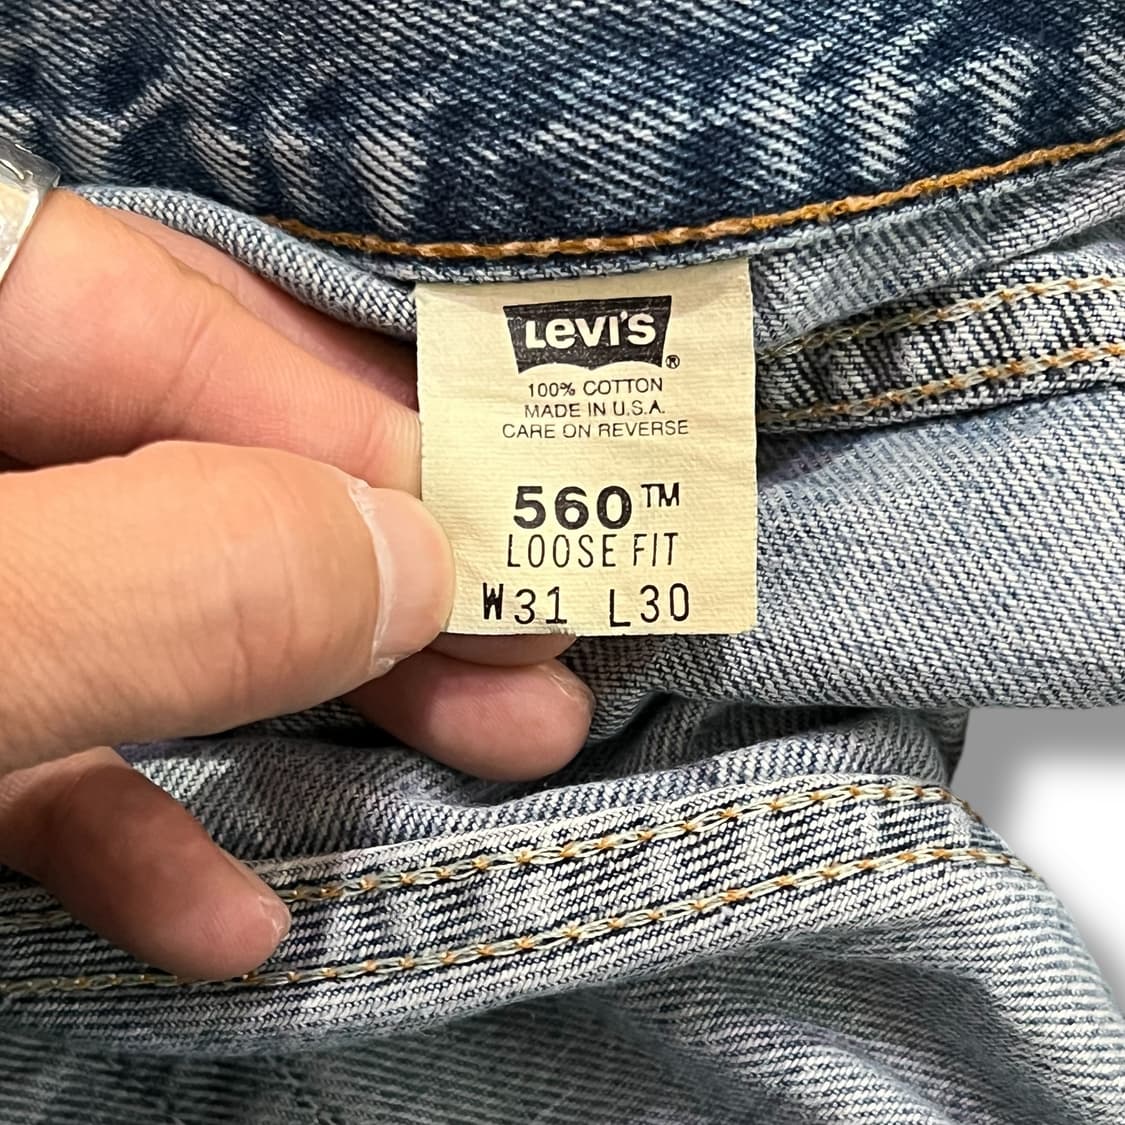 LEVI'S ®
100% COTTON
MADE IN U.S.A.
CARE ON REVERSE
560™
LOOSE FIT
W31 L30